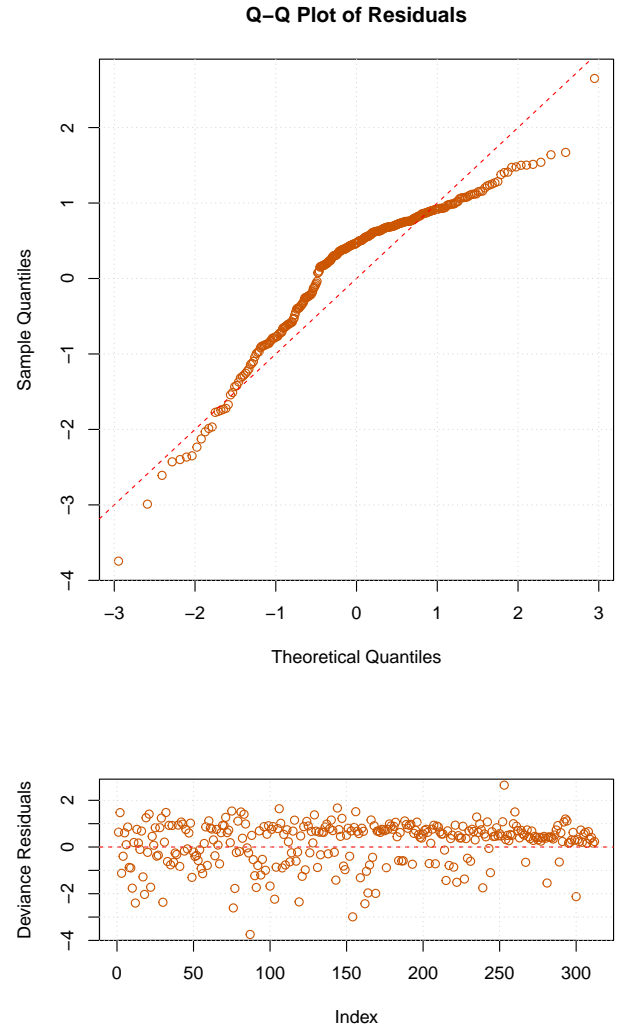 Q−Q Plot of Residuals
2
1
0
−1
−2
−3
−4
Sample Quantiles
−3 −2 −1 0 1 2 3
Theoretical Quantiles
2
0
−2
−4
Deviance Residuals
0 50 100 150 200 250 300
Index